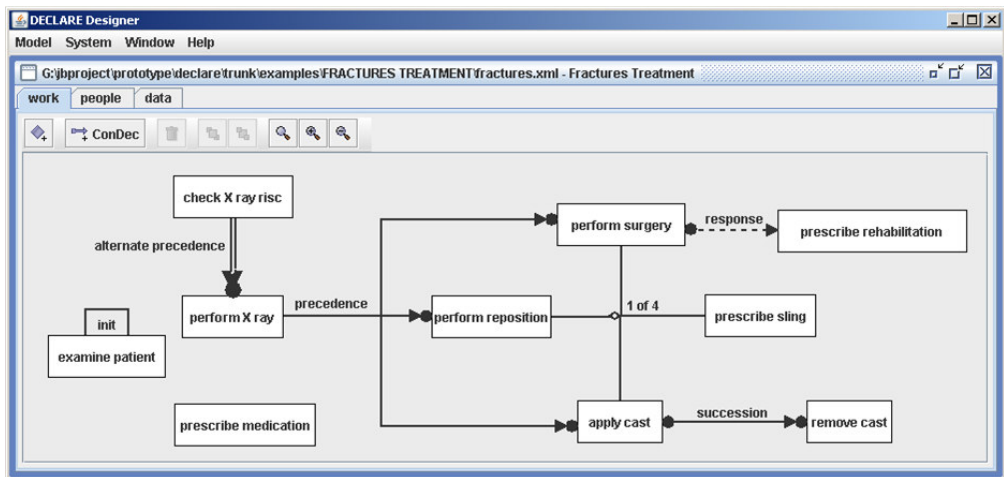 DECLARE Designer
Model System Window Help
G:\jbproject\prototype\declare\trunk\examples\FRACTURES TREATMENT\fractures.xml - Fractures Treatment
work people data
ConDec
check X ray risc
perform surgery
response
prescribe rehabilitation
alternate precedence
perform X ray
precedence
perform reposition
1 of 4
prescribe sling
init
examine patient
prescribe medication
apply cast
succession
remove cast